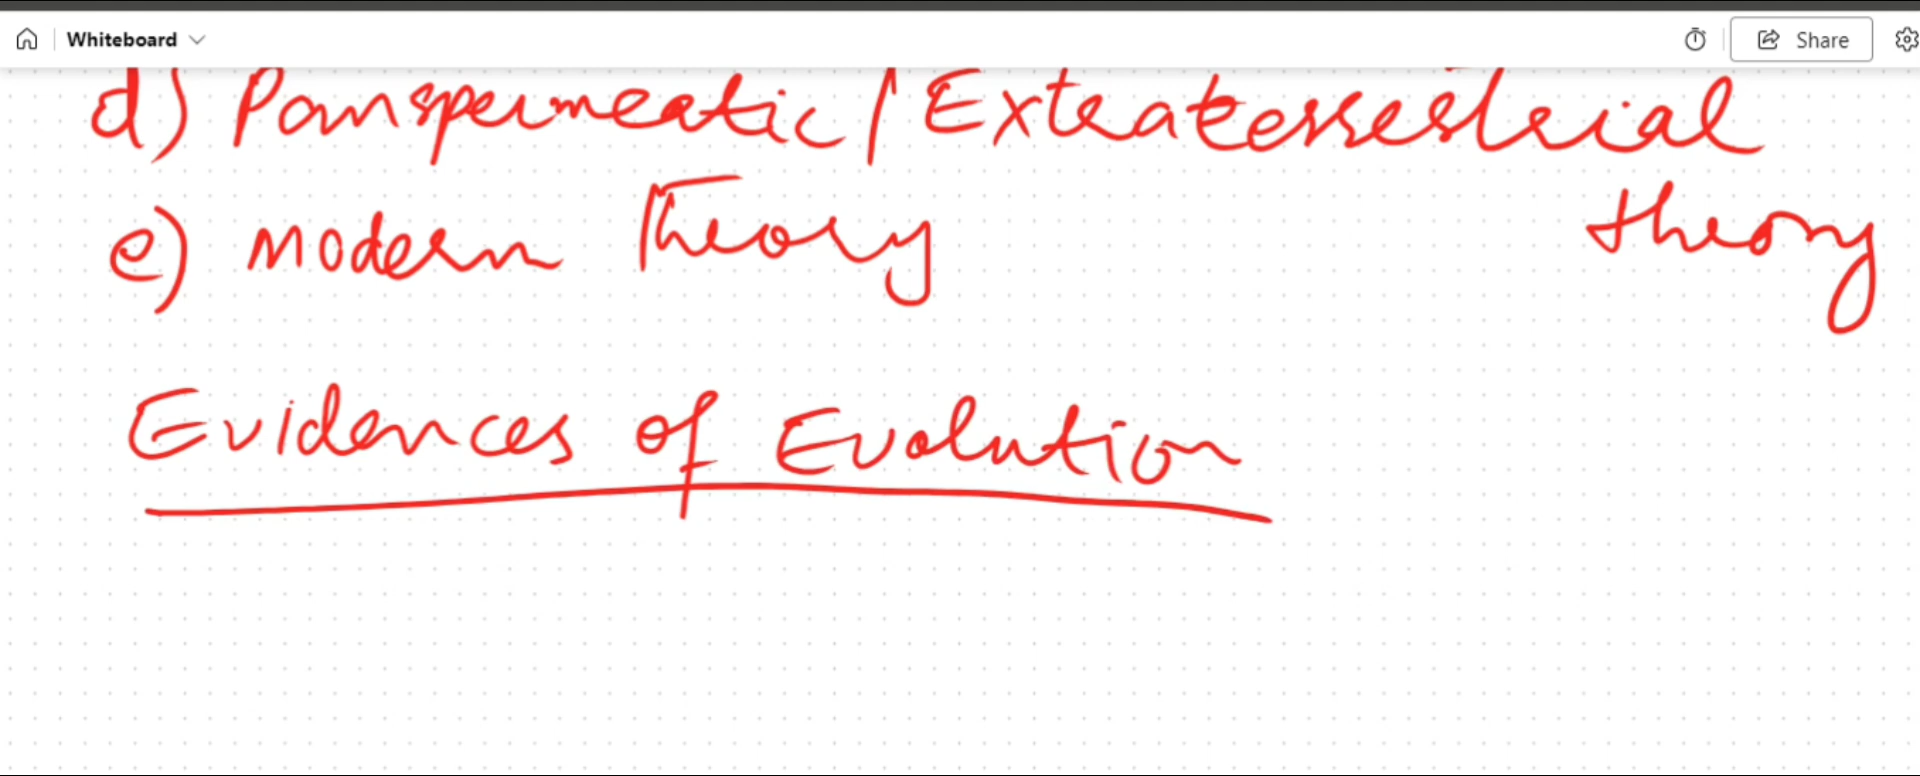 Whiteboard
Share
d) Panspermeatic / Extraterrestrial
theory
e) Modern Theory
Evidences of Evolution